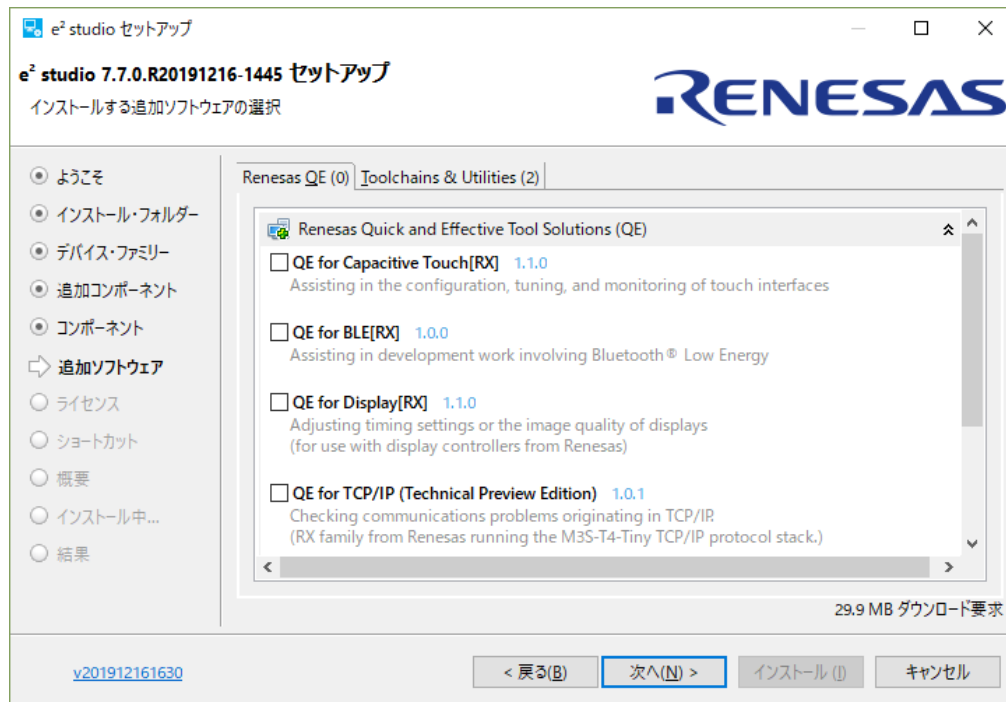 e² studio セットアップ
e² studio 7.7.0.R20191216-1445 セットアップ
インストールする追加ソフトウェアの選択
RENESAS
ようこそ
インストール・フォルダー
デバイス・ファミリー
追加コンポーネント
コンポーネント
追加ソフトウェア
ライセンス
ショートカット
概要
インストール中...
結果
Renesas QE (0)
Toolchains & Utilities (2)
Renesas Quick and Effective Tool Solutions (QE)
QE for Capacitive Touch[RX] 1.1.0
Assisting in the configuration, tuning, and monitoring of touch interfaces
QE for BLE[RX] 1.0.0
Assisting in development work involving Bluetooth® Low Energy
QE for Display[RX] 1.1.0
Adjusting timing settings or the image quality of displays
(for use with display controllers from Renesas)
QE for TCP/IP (Technical Preview Edition) 1.0.1
Checking communications problems originating in TCP/IP.
(RX family from Renesas running the M3S-T4-Tiny TCP/IP protocol stack.)
29.9 MB ダウンロード要求
v201912161630
< 戻る(B)
次へ(N) >
インストール (I)
キャンセル